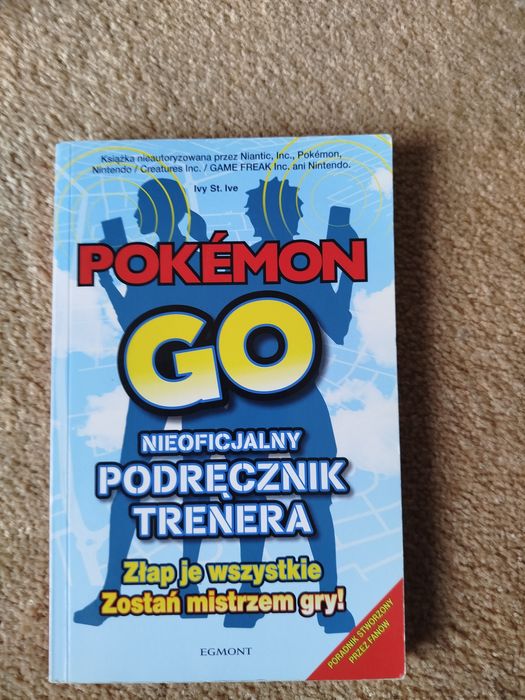 Książka nieautoryzowana przez Niantic, Inc., Pokémon,
Nintendo / Creatures Inc. / GAME FREAK Inc. ani Nintendo.
Ivy St. Ive
POKÉMON
GO
NIEOFICJALNY
PODRĘCZNIK
TRENERA
Złap je wszystkie
Zostań mistrzem gry!
PORADNIK STWORZONY
PRZEZ FANÓW
EGMONT